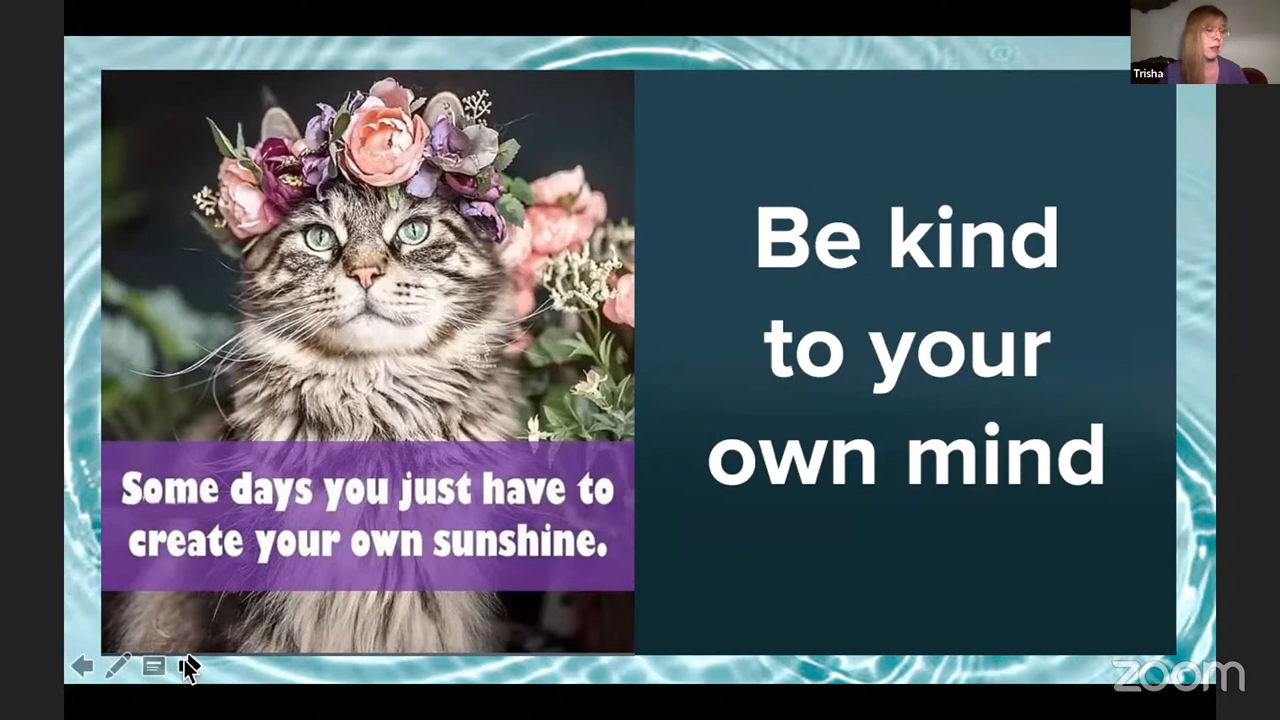 Trisha
Be kind
to your
own mind
Some days you just have to
create your own sunshine.
zoom